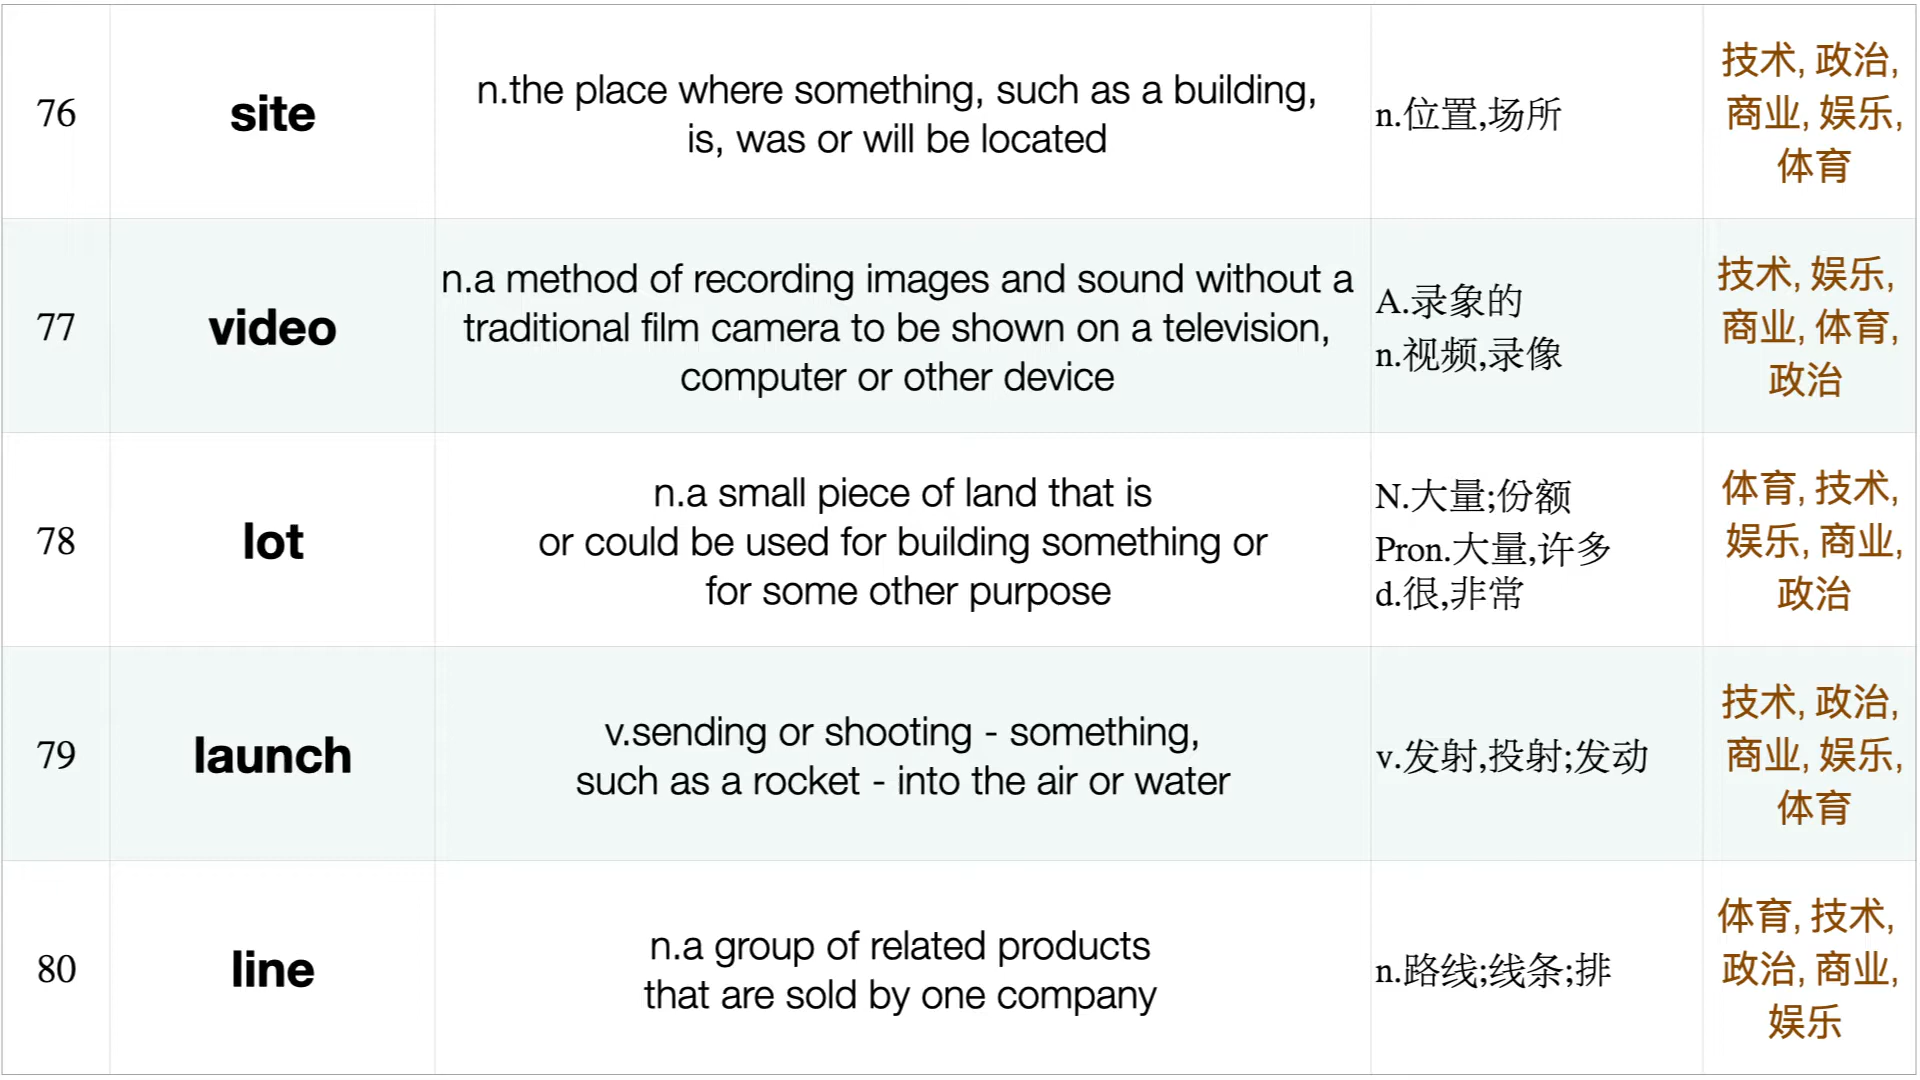 76
site
n.the place where something, such as a building,
is, was or will be located
n.位置,场所
技术, 政治,
商业, 娱乐,
体育
77
video
n.a method of recording images and sound without a
traditional film camera to be shown on a television,
computer or other device
A.录象的
n.视频,录像
技术, 娱乐,
商业, 体育,
政治
78
lot
n.a small piece of land that is
or could be used for building something or
for some other purpose
N.大量;份额
Pron.大量,许多
d.很,非常
体育, 技术,
娱乐, 商业,
政治
79
launch
v.sending or shooting - something,
such as a rocket - into the air or water
v.发射,投射;发动
技术, 政治,
商业, 娱乐,
体育
80
line
n.a group of related products
that are sold by one company
n.路线;线条;排
体育, 技术,
政治, 商业,
娱乐